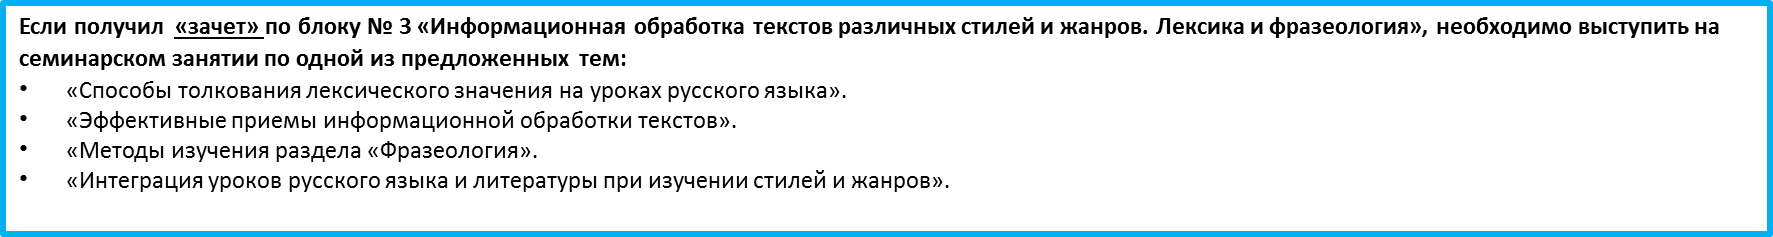 Если получил «зачет» по блоку № 3 «Информационная обработка текстов различных стилей и жанров. Лексика и фразеология», необходимо выступить на
семинарском занятии по одной из предложенных тем:
• «Способы толкования лексического значения на уроках русского языка».
• «Эффективные приемы информационной обработки текстов».
• «Методы изучения раздела «Фразеология».
• «Интеграция уроков русского языка и литературы при изучении стилей и жанров».